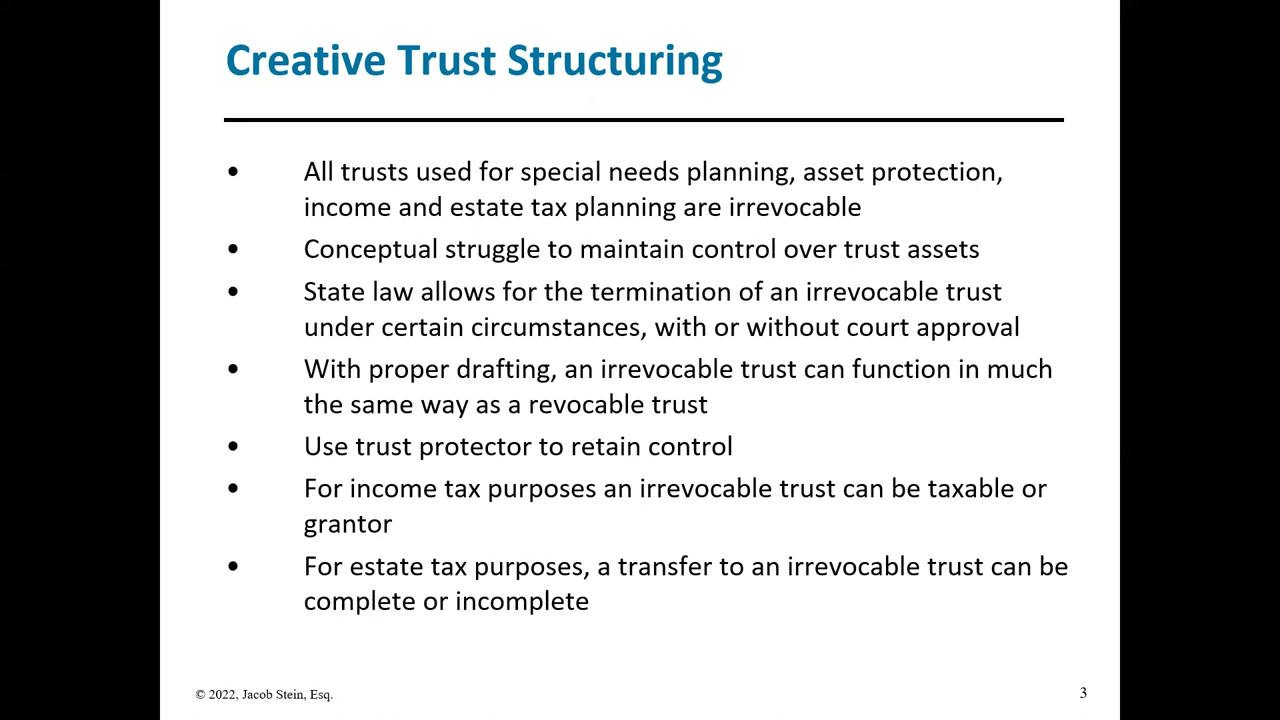 Creative Trust Structuring
• All trusts used for special needs planning, asset protection,
income and estate tax planning are irrevocable
• Conceptual struggle to maintain control over trust assets
• State law allows for the termination of an irrevocable trust
under certain circumstances, with or without court approval
• With proper drafting, an irrevocable trust can function in much
the same way as a revocable trust
• Use trust protector to retain control
• For income tax purposes an irrevocable trust can be taxable or
grantor
• For estate tax purposes, a transfer to an irrevocable trust can be
complete or incomplete
© 2022, Jacob Stein, Esq.
3